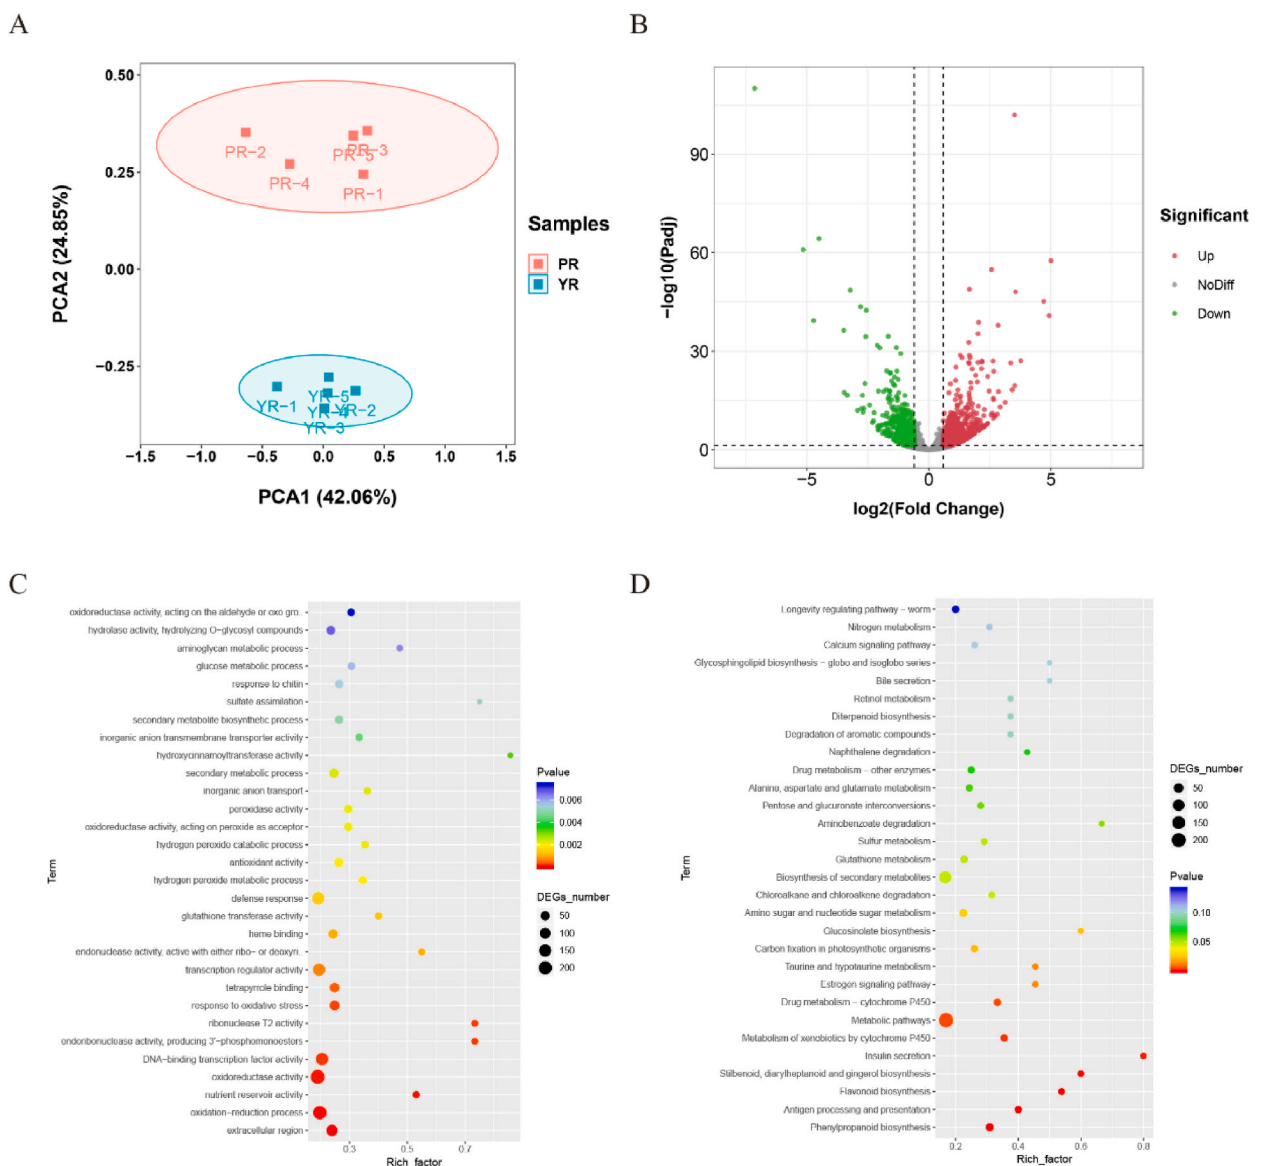 A
0.50
0.25
0.00
−0.25
−1.5
−1.0
−0.5
0.0
0.5
1.0
1.5
PCA2 (24.85%)
PCA1 (42.06%)
PR−2
PR−4
PR−5
PR−3
PR−1
YR−1
YR−5
YR−4
YR−2
YR−3
Samples
PR
YR
B
90
60
30
0
−5
0
5
−log10(Padj)
log2(Fold Change)
Significant
Up
NoDiff
Down
C
oxidoreductase activity, acting on the aldehyde or oxo gro.
hydrolase activity, hydrolyzing O−glycosyl compounds
aminoglycan metabolic process
glucose metabolic process
response to chitin
sulfate assimilation
secondary metabolite biosynthetic process
inorganic anion transmembrane transporter activity
hydroxycinnamoyltransferase activity
secondary metabolic process
inorganic anion transport
peroxidase activity
oxidoreductase activity, acting on peroxide as acceptor
hydrogen peroxide catabolic process
antioxidant activity
hydrogen peroxide metabolic process
defense response
glutathione transferase activity
heme binding
endonuclease activity, active with either ribo− or deoxyri.
transcription regulator activity
tetrapyrrole binding
response to oxidative stress
ribonuclease T2 activity
endoribonuclease activity, producing 3'−phosphomonoesters
DNA−binding transcription factor activity
oxidoreductase activity
nutrient reservoir activity
oxidation−reduction process
extracellular region
Term
0.3
0.5
0.7
Rich_factor
Pvalue
0.006
0.004
0.002
DEGs_number
50
100
150
200
D
Longevity regulating pathway − worm
Nitrogen metabolism
Calcium signaling pathway
Glycosphingolipid biosynthesis − globo and isoglobo series
Bile secretion
Retinol metabolism
Diterpenoid biosynthesis
Degradation of aromatic compounds
Naphthalene degradation
Drug metabolism − other enzymes
Alanine, aspartate and glutamate metabolism
Pentose and glucuronate interconversions
Aminobenzoate degradation
Sulfur metabolism
Glutathione metabolism
Biosynthesis of secondary metabolites
Chloroalkane and chloroalkene degradation
Amino sugar and nucleotide sugar metabolism
Glucosinolate biosynthesis
Carbon fixation in photosynthetic organisms
Taurine and hypotaurine metabolism
Estrogen signaling pathway
Drug metabolism − cytochrome P450
Metabolic pathways
Metabolism of xenobiotics by cytochrome P450
Insulin secretion
Stilbenoid, diarylheptanoid and gingerol biosynthesis
Flavonoid biosynthesis
Antigen processing and presentation
Phenylpropanoid biosynthesis
Term
0.2
0.4
0.6
0.8
Rich_factor
DEGs_number
50
100
150
200
Pvalue
0.10
0.05